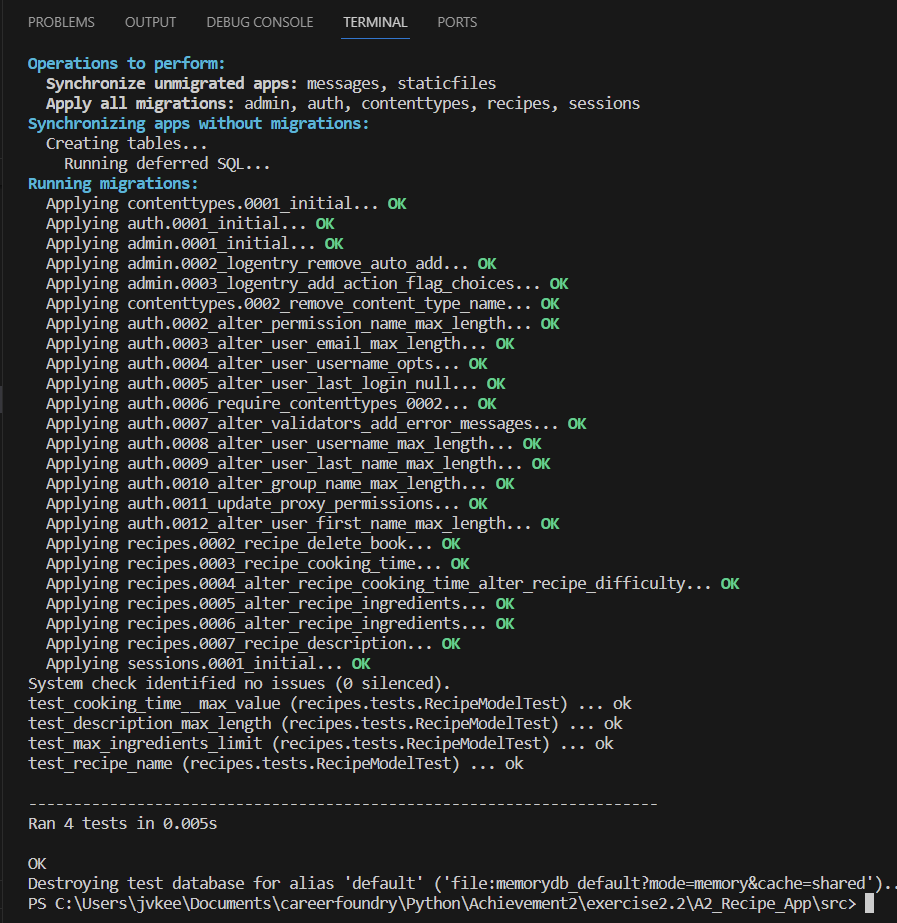 PROBLEMS OUTPUT DEBUG CONSOLE TERMINAL PORTS
Operations to perform:
Synchronize unmigrated apps: messages, staticfiles
Apply all migrations: admin, auth, contenttypes, recipes, sessions
Synchronizing apps without migrations:
Creating tables...
Running deferred SQL...
Running migrations:
Applying contenttypes.0001_initial... OK
Applying auth.0001_initial... OK
Applying admin.0001_initial... OK
Applying admin.0002_logentry_remove_auto_add... OK
Applying admin.0003_logentry_add_action_flag_choices... OK
Applying contenttypes.0002_remove_content_type_name... OK
Applying auth.0002_alter_permission_name_max_length... OK
Applying auth.0003_alter_user_email_max_length... OK
Applying auth.0004_alter_user_username_opts... OK
Applying auth.0005_alter_user_last_login_null... OK
Applying auth.0006_require_contenttypes_0002... OK
Applying auth.0007_alter_validators_add_error_messages... OK
Applying auth.0008_alter_user_username_max_length... OK
Applying auth.0009_alter_user_last_name_max_length... OK
Applying auth.0010_alter_group_name_max_length... OK
Applying auth.0011_update_proxy_permissions... OK
Applying auth.0012_alter_user_first_name_max_length... OK
Applying recipes.0002_recipe_delete_book... OK
Applying recipes.0003_recipe_cooking_time... OK
Applying recipes.0004_alter_recipe_cooking_time_alter_recipe_difficulty... OK
Applying recipes.0005_alter_recipe_ingredients... OK
Applying recipes.0006_alter_recipe_ingredients... OK
Applying recipes.0007_recipe_description... OK
Applying sessions.0001_initial... OK
System check identified no issues (0 silenced).
test_cooking_time__max_value (recipes.tests.RecipeModelTest) ... ok
test_description_max_length (recipes.tests.RecipeModelTest) ... ok
test_max_ingredients_limit (recipes.tests.RecipeModelTest) ... ok
test_recipe_name (recipes.tests.RecipeModelTest) ... ok
----------------------------------------------------------------------
Ran 4 tests in 0.005s
OK
Destroying test database for alias 'default' ('file:memorydb_default?mode=memory&cache=shared')..
PS C:\Users\jvkee\Documents\careerfoundry\Python\Achievement2\exercise2.2\A2_Recipe_App\src>